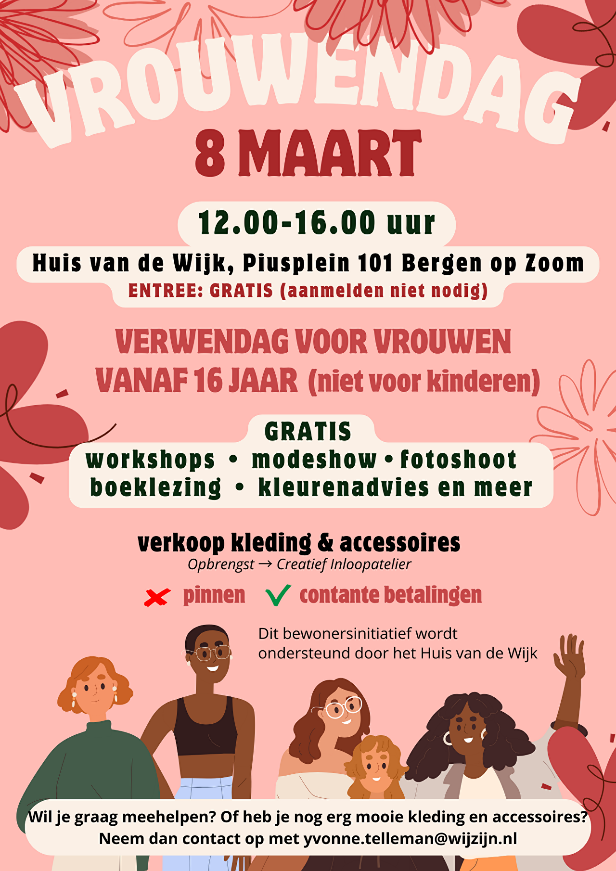 VROUWENDAG
8 MAART
12.00-16.00 uur
Huis van de Wijk, Piusplein 101 Bergen op Zoom
ENTREE: GRATIS (aanmelden niet nodig)
VERWENDAG VOOR VROUWEN
VANAF 16 JAAR (niet voor kinderen)
GRATIS
workshops • modeshow • fotoshoot
boeklezing • kleurenadvies en meer
verkoop kleding & accessoires
Opbrengst → Creatief Inloopatelier
❌ pinnen ✓ contante betalingen
Dit bewonersinitiatief wordt
ondersteund door het Huis van de Wijk
Wil je graag meehelpen? Of heb je nog erg mooie kleding en accessoires?
Neem dan contact op met yvonne.telleman@wijzijn.nl